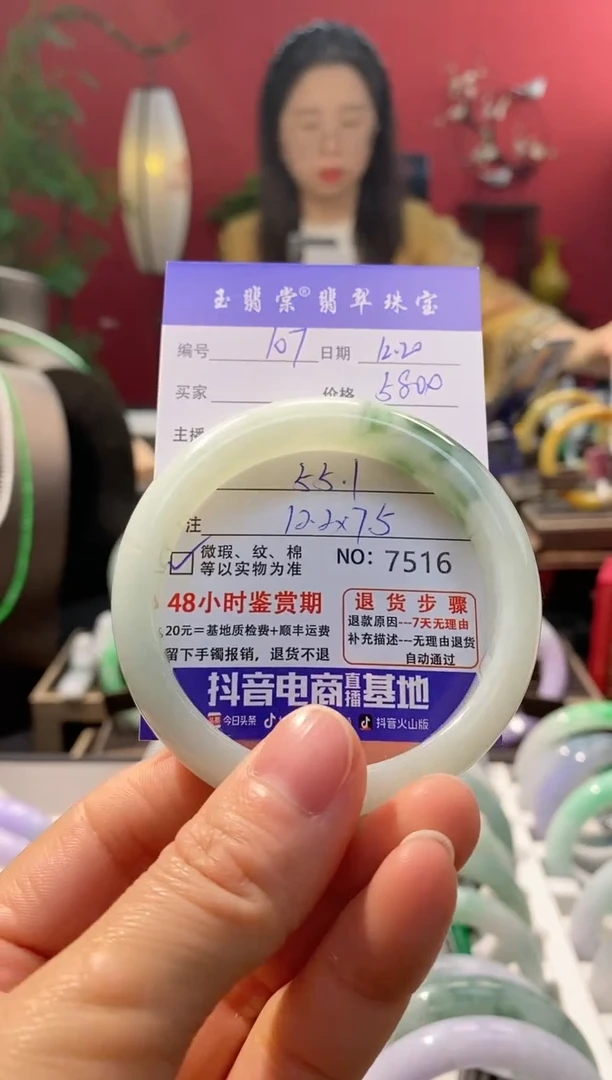 玉翡棠®翡翠珠宝
编号 107 日期 12.20
买家 价格 5800
主播
55.1
注 12.2x7.5
微瑕、纹、棉
等以实物为准
NO: 7516
48小时鉴赏期
20元=基地质检费+顺丰运费
留下手镯报销，退货不退
退货步骤
退款原因---7天无理由
补充描述---无理由退货
自动通过
抖音电商直播基地
今日头条 抖音火山版